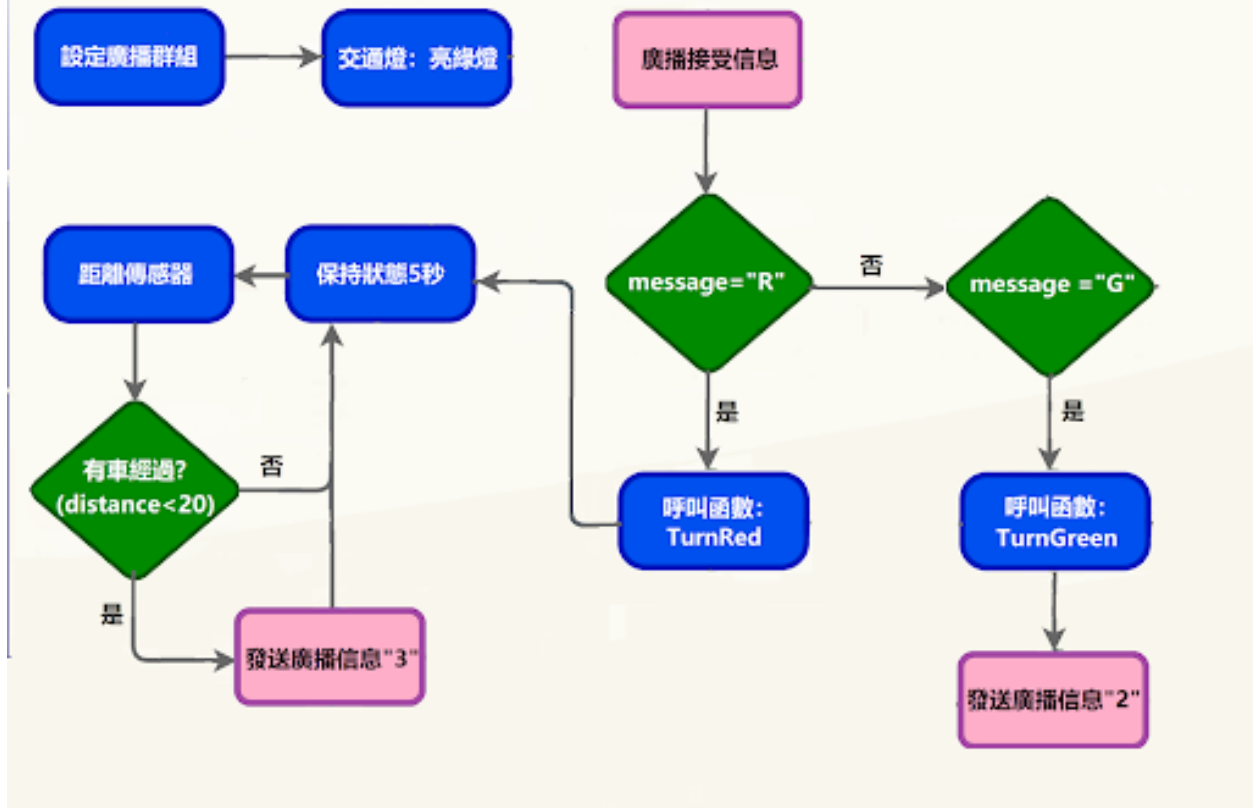 設定廣播群組
交通燈：亮綠燈
廣播接受信息
距離傳感器
保持狀態5秒
message="R"
否
message ="G"
是
是
有車經過?
(distance<20)
否
呼叫函數：
TurnRed
呼叫函數：
TurnGreen
是
發送廣播信息"3"
發送廣播信息"2"